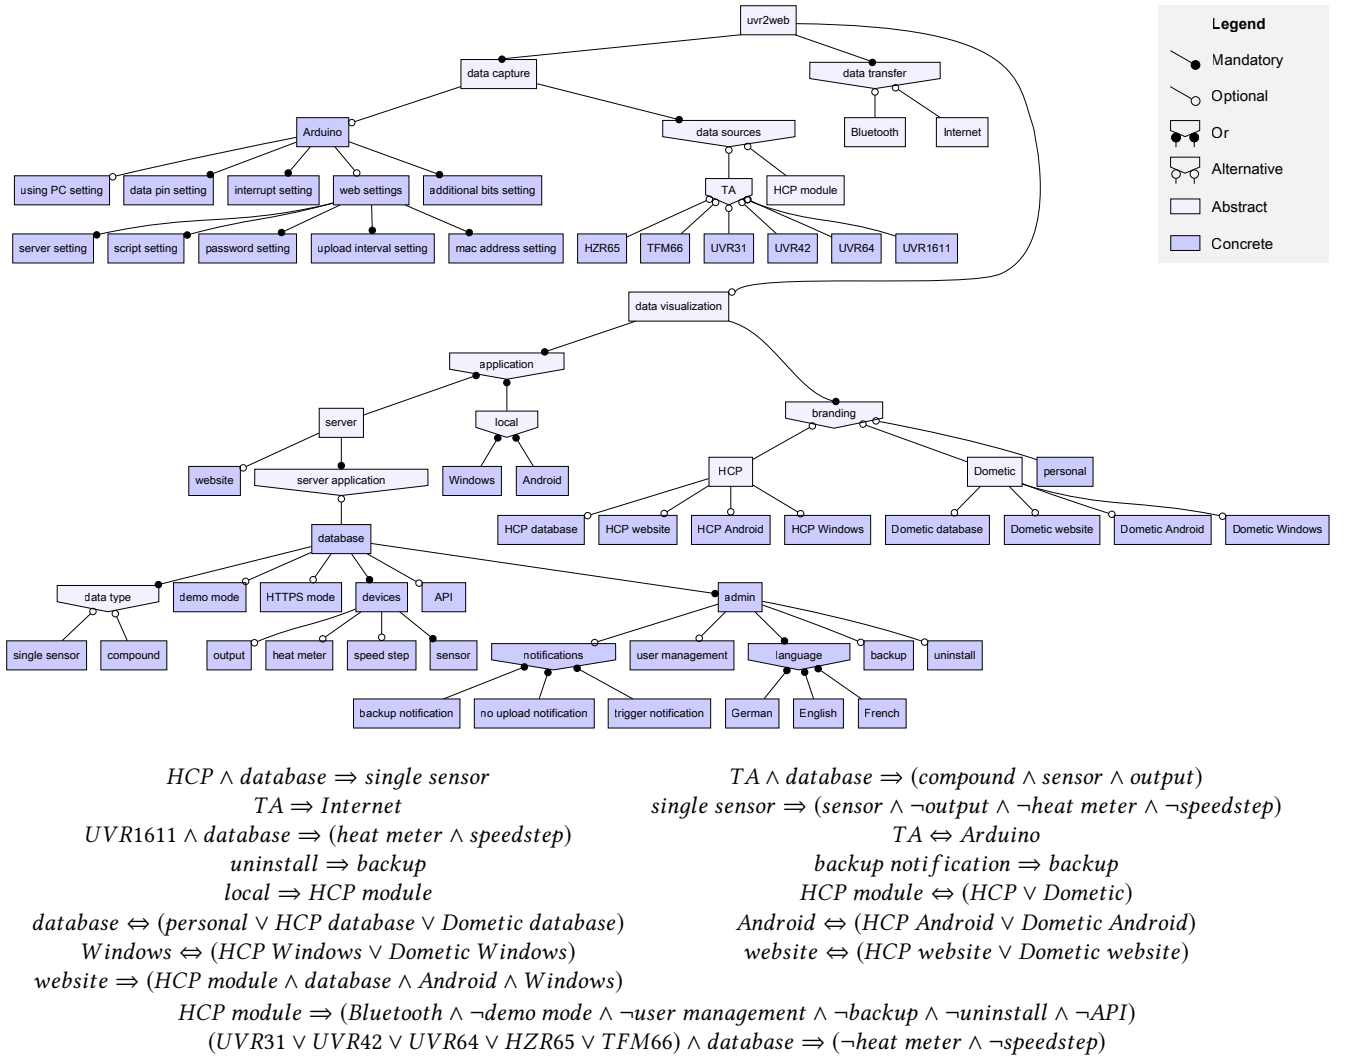 uvr2web
Legend
data capture
data transfer
Mandatory
Optional
Arduino
data sources
Bluetooth
Internet
Or
Alternative
using PC setting
data pin setting
interrupt setting
web settings
additional bits setting
TA
HCP module
Abstract
server setting
script setting
password setting
upload interval setting
mac address setting
HZR65
TFM66
UVR31
UVR42
UVR64
UVR1611
Concrete
data visualization
application
server
local
branding
website
server application
Windows
Android
HCP
Dometic
personal
HCP database
HCP website
HCP Android
HCP Windows
Dometic database
Dometic website
Dometic Android
Dometic Windows
database
data type
demo mode
HTTPS mode
devices
API
admin
single sensor
compound
output
heat meter
speed step
sensor
notifications
user management
language
backup
uninstall
backup notification
no upload notification
trigger notification
German
English
French
HCP ∧ database ⇒ single sensor
TA ∧ database ⇒ (compound ∧ sensor ∧ output)
TA ⇒ Internet
single sensor ⇒ (sensor ∧ ¬output ∧ ¬heat meter ∧ ¬speedstep)
UVR1611 ∧ database ⇒ (heat meter ∧ speedstep)
TA ⇔ Arduino
uninstall ⇒ backup
backup notification ⇒ backup
local ⇒ HCP module
HCP module ⇔ (HCP ∨ Dometic)
database ⇔ (personal ∨ HCP database ∨ Dometic database)
Android ⇔ (HCP Android ∨ Dometic Android)
Windows ⇔ (HCP Windows ∨ Dometic Windows)
website ⇔ (HCP website ∨ Dometic website)
website ⇒ (HCP module ∧ database ∧ Android ∧ Windows)
HCP module ⇒ (Bluetooth ∧ ¬demo mode ∧ ¬user management ∧ ¬backup ∧ ¬uninstall ∧ ¬API)
(UVR31 ∨ UVR42 ∨ UVR64 ∨ HZR65 ∨ TFM66) ∧ database ⇒ (¬heat meter ∧ ¬speedstep)